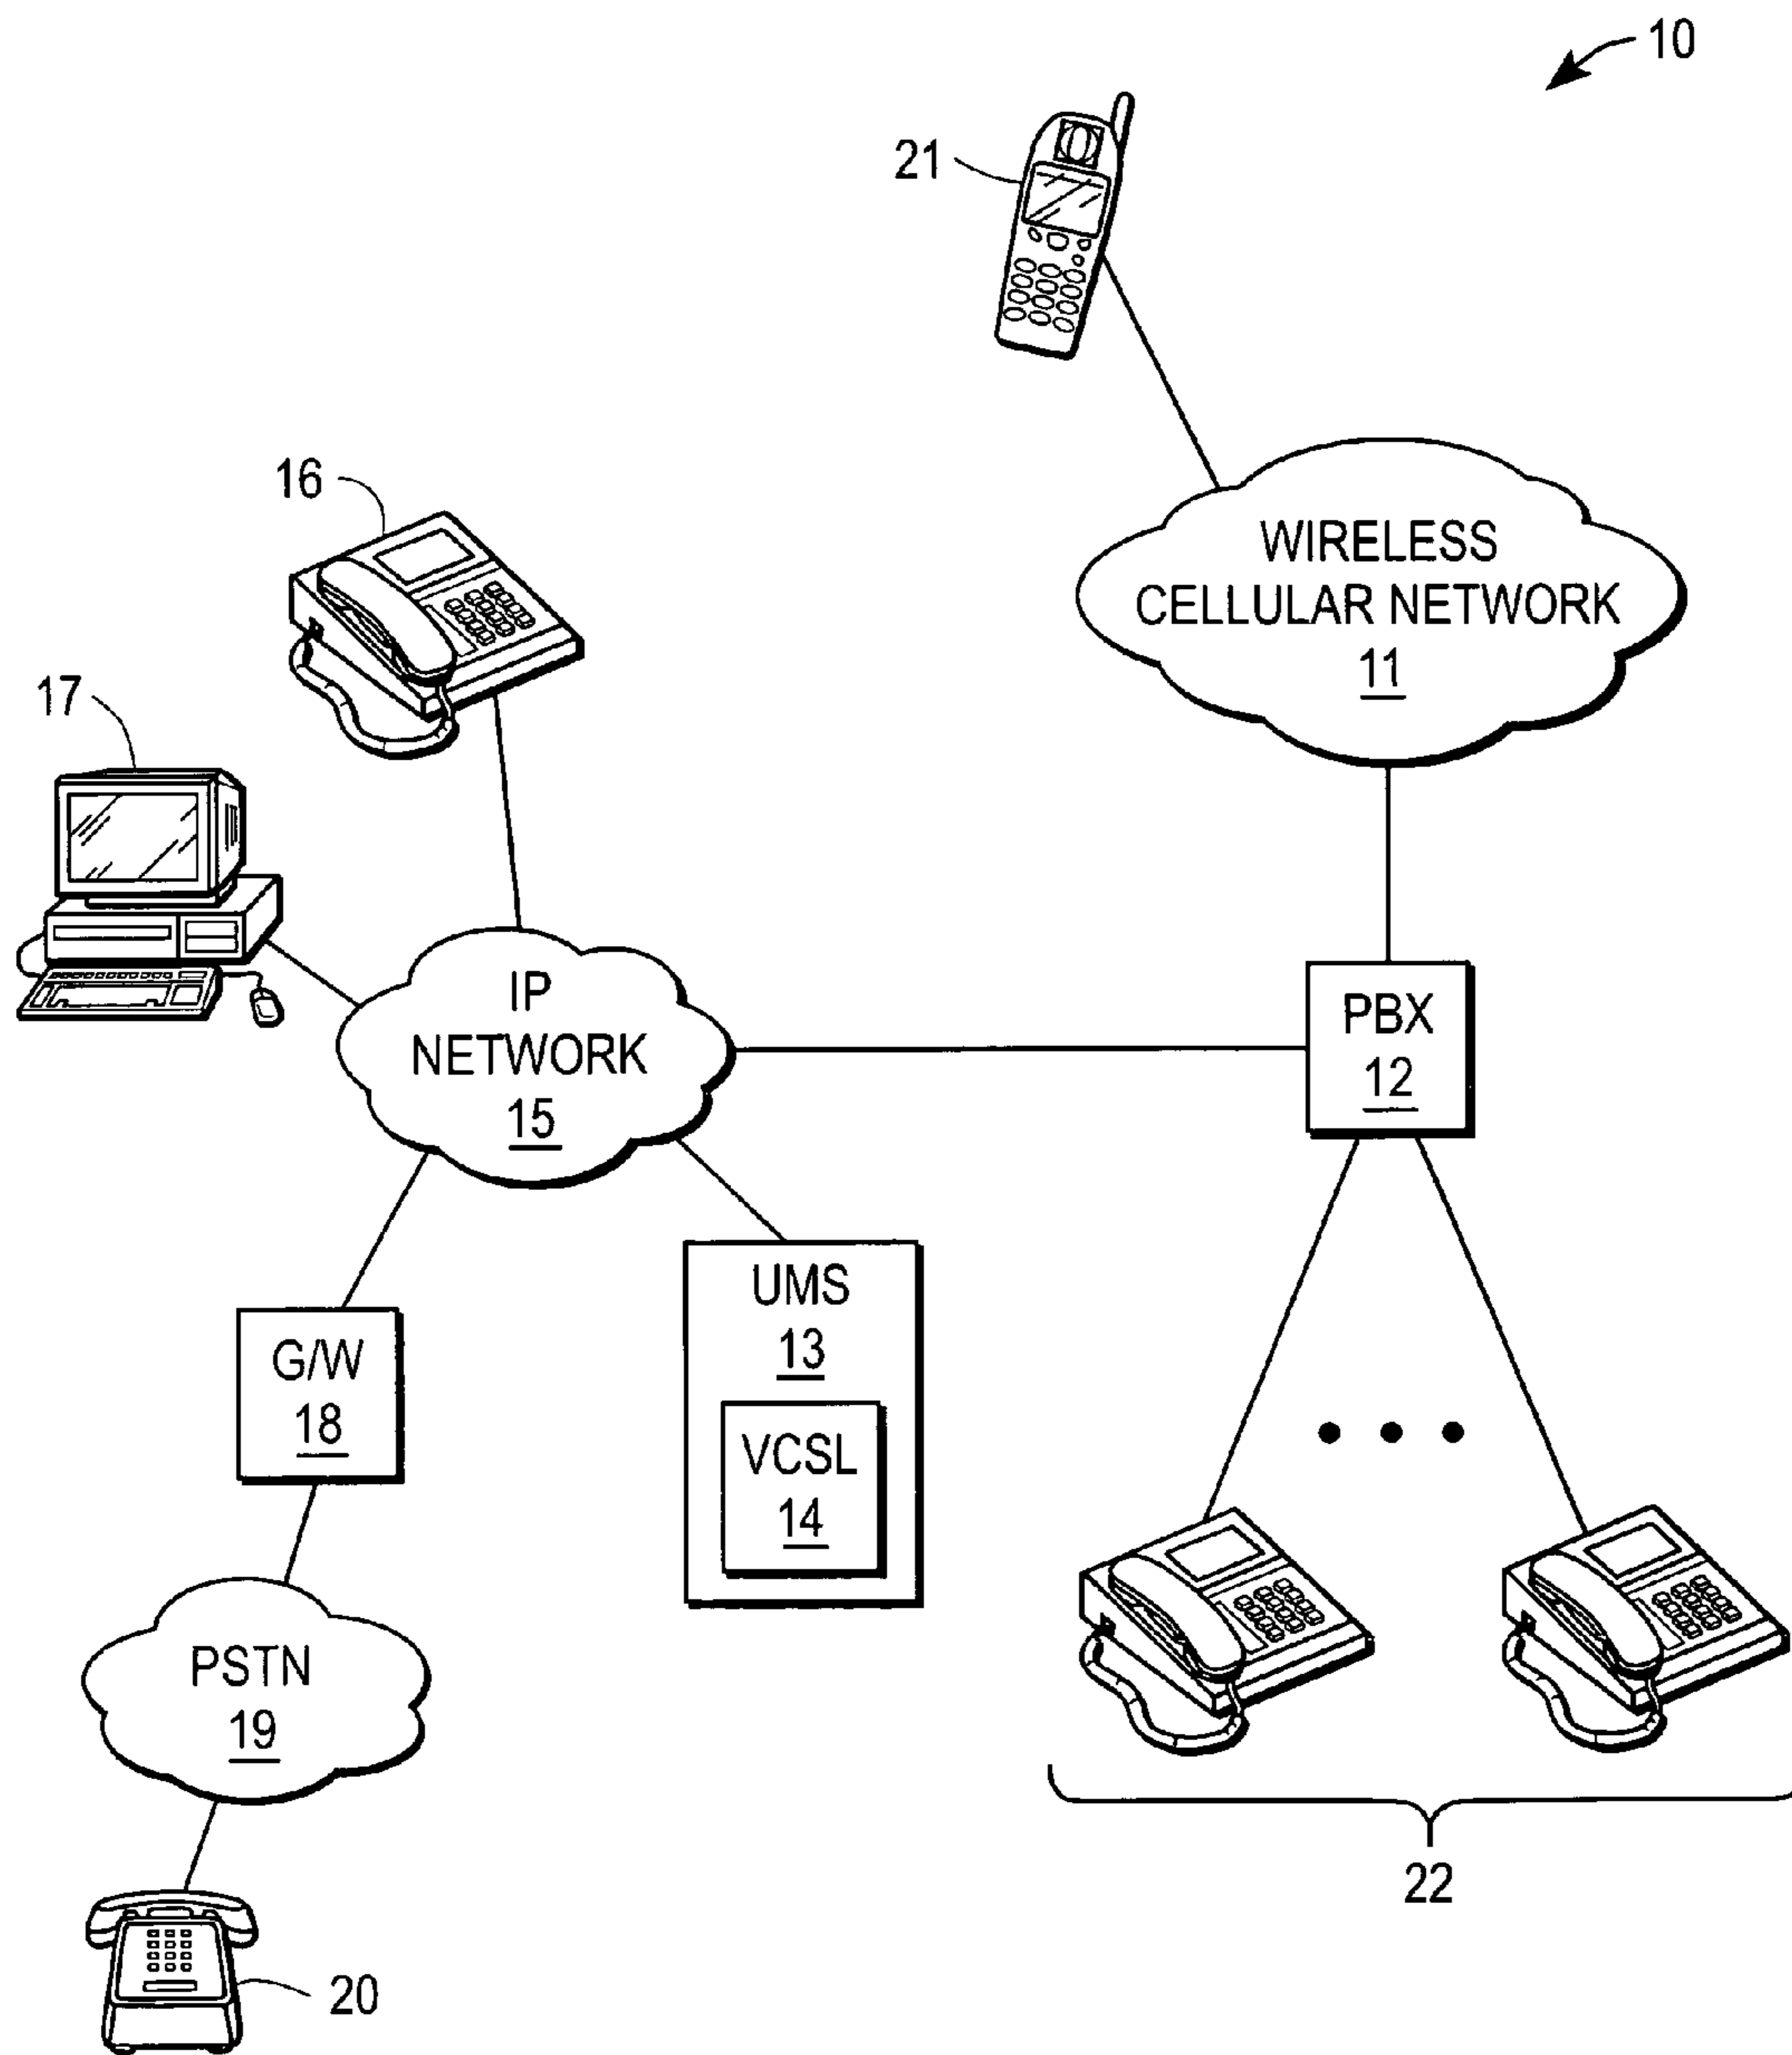 10
21
16
WIRELESS
CELLULAR NETWORK
11
17
IP
NETWORK
15
PBX
12
UMS
13
G/W
18
VCSL
14
PSTN
19
22
20